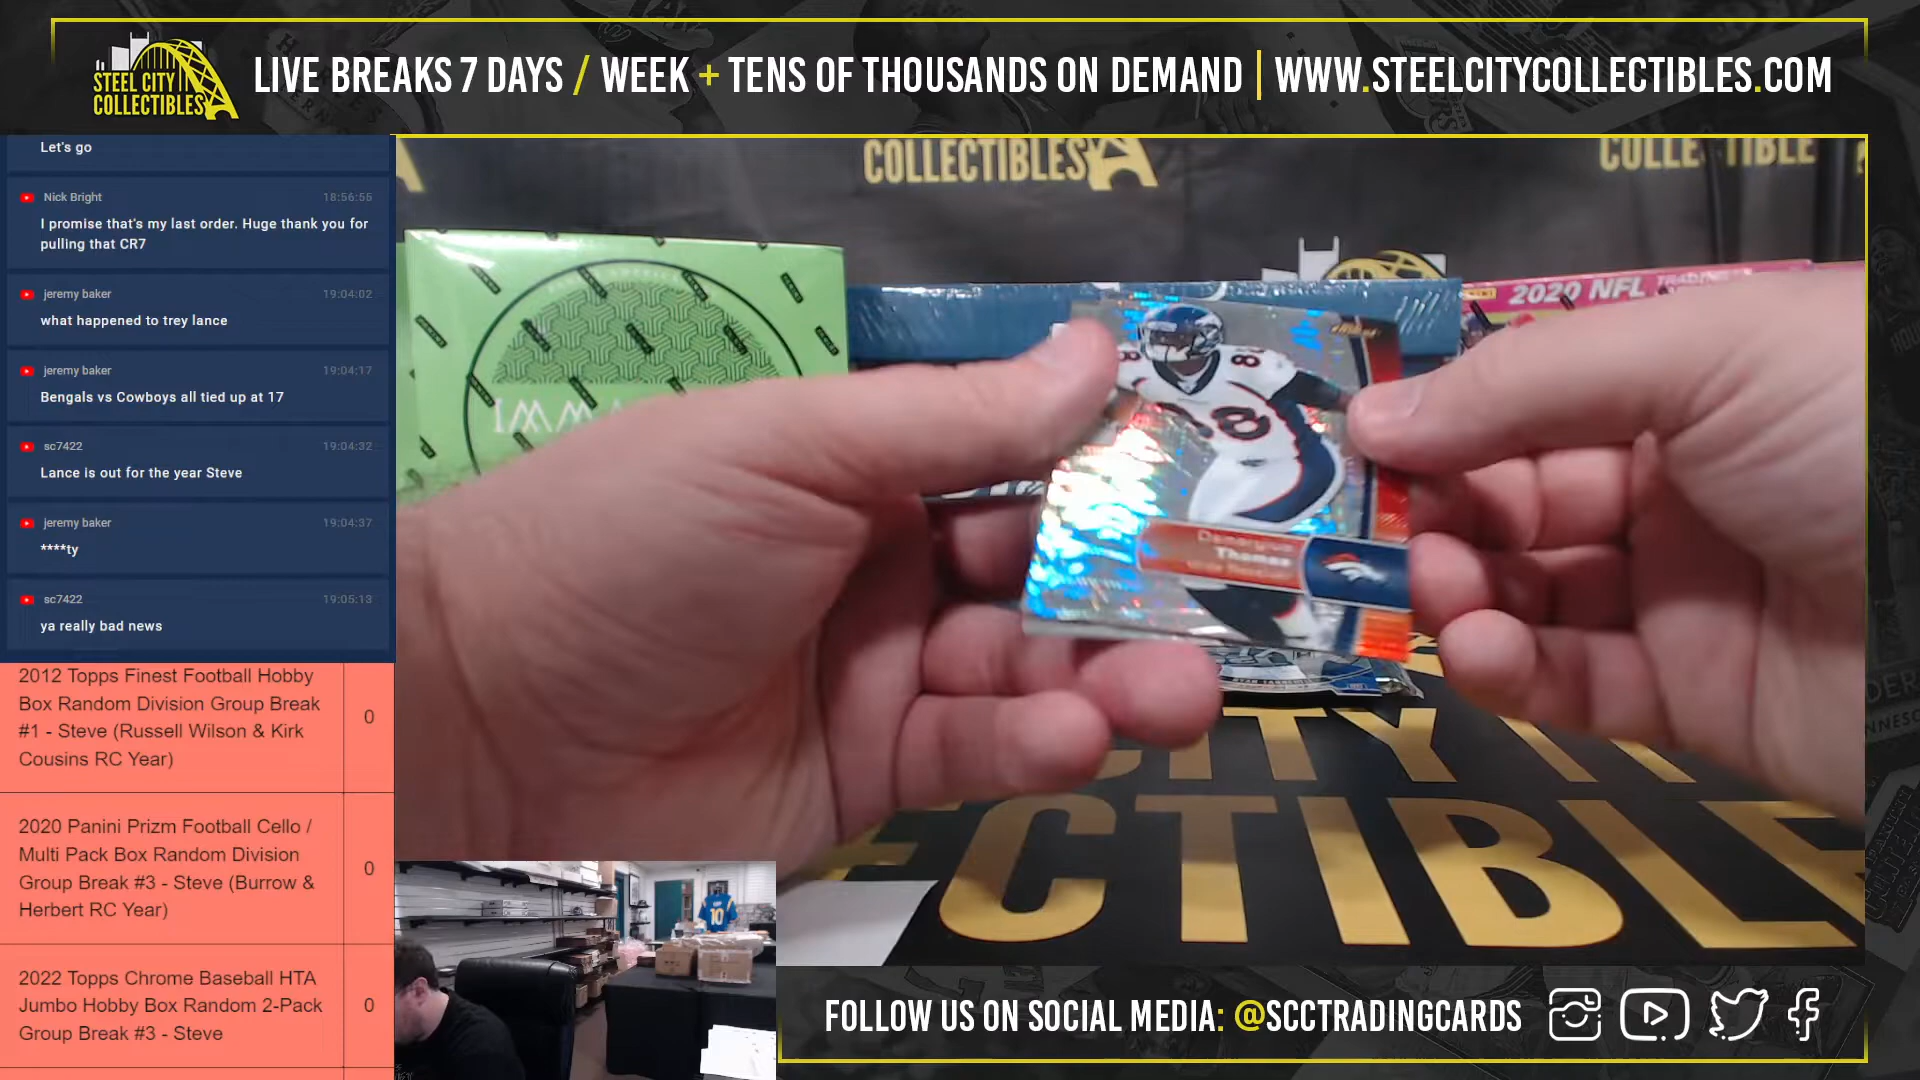 STEEL CITY
COLLECTIBLES
LIVE BREAKS 7 DAYS / WEEK + TENS OF THOUSANDS ON DEMAND | WWW.STEELCITYCOLLECTIBLES.COM
Let's go
Nick Bright 18:56:55
I promise that's my last order. Huge thank you for
pulling that CR7
jeremy baker 19:04:02
what happened to trey lance
jeremy baker 19:04:17
Bengals vs Cowboys all tied up at 17
sc7422 19:04:32
Lance is out for the year Steve
jeremy baker 19:04:37
****ty
sc7422 19:05:13
ya really bad news
2012 Topps Finest Football Hobby
Box Random Division Group Break
#1 - Steve (Russell Wilson & Kirk
Cousins RC Year)
0
2020 Panini Prizm Football Cello /
Multi Pack Box Random Division
Group Break #3 - Steve (Burrow &
Herbert RC Year)
0
2022 Topps Chrome Baseball HTA
Jumbo Hobby Box Random 2-Pack
Group Break #3 - Steve
0
COLLECTIBLES
COLLECTIBLE
IMMA
2020 NFL TRADING
88
Demaryius
Thomas
CITY
ECTIBLE
10
FOLLOW US ON SOCIAL MEDIA: @SCCTRADINGCARDS